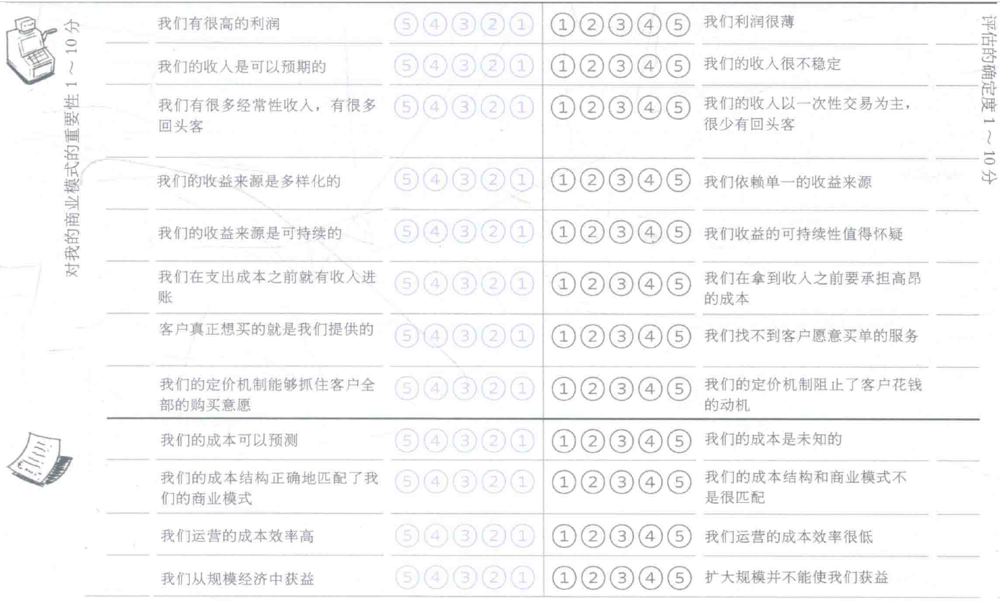 对我的商业模式的重要性 1～10 分
评估的确定度 1～10 分
我们有很高的利润 ⑤④③②① ①②③④⑤ 我们利润很薄
我们的收入是可以预期的 ⑤④③②① ①②③④⑤ 我们的收入很不稳定
我们有很多经常性收入，有很多 ⑤④③②① ①②③④⑤ 我们的收入以一次性交易为主，
回头客 很少有回头客
我们的收益来源是多样化的 ⑤④③②① ①②③④⑤ 我们依赖单一的收益来源
我们的收益来源是可持续的 ⑤④③②① ①②③④⑤ 我们收益的可持续性值得怀疑
我们在支出成本之前就有收入进 ⑤④③②① ①②③④⑤ 我们在拿到收入之前要承担高昂
账 的成本
客户真正想买的就是我们提供的 ⑤④③②① ①②③④⑤ 我们找不到客户愿意买单的服务
我们的定价机制能够抓住客户全 ⑤④③②① ①②③④⑤ 我们的定价机制阻止了客户花钱
部的购买意愿 的动机
我们的成本可以预测 ⑤④③②① ①②③④⑤ 我们的成本是未知的
我们的成本结构正确地匹配了我 ⑤④③②① ①②③④⑤ 我们的成本结构和商业模式不
们的商业模式 是很匹配
我们运营的成本效率高 ⑤④③②① ①②③④⑤ 我们运营的成本效率很低
我们从规模经济中获益 ⑤④③②① ①②③④⑤ 扩大规模并不能使我们获益